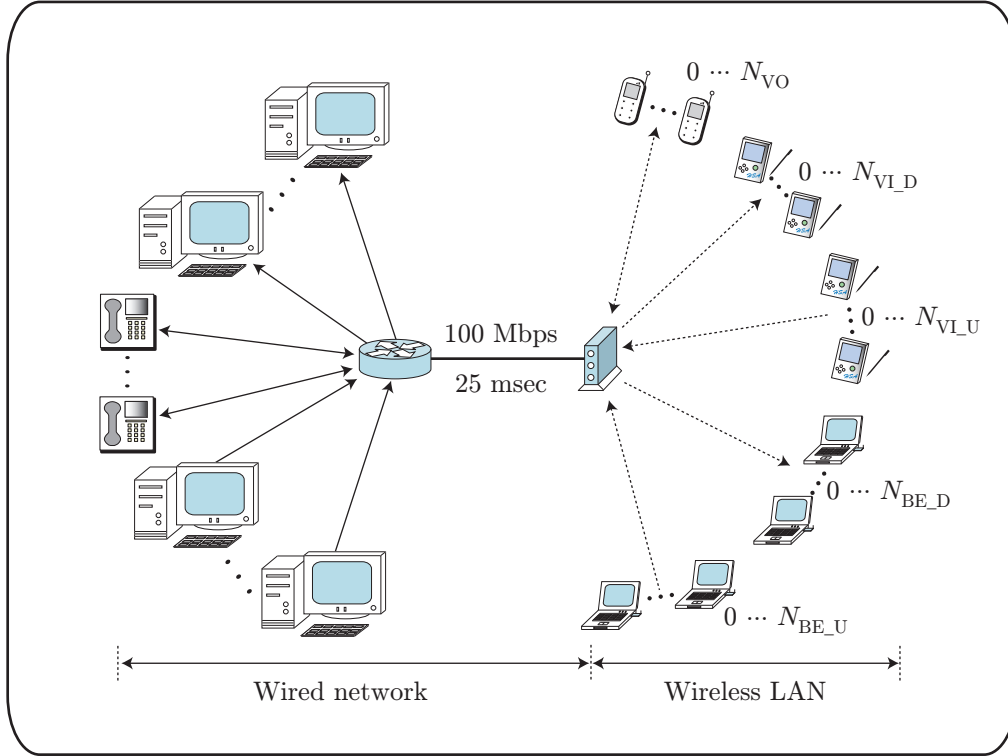 0 ··· N_VO
0 ··· N_VI_D
0 ··· N_VI_U
100 Mbps
25 msec
0 ··· N_BE_D
0 ··· N_BE_U
Wired network
Wireless LAN